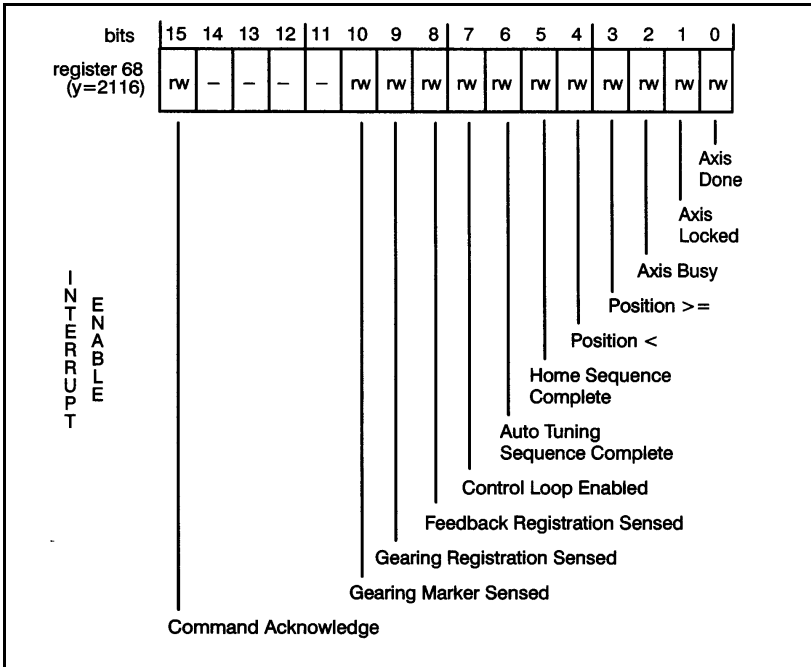 bits 15 14 13 12 11 10 9 8 7 6 5 4 3 2 1 0
register 68
(y=2116)
rw – – – – rw rw rw rw rw rw rw rw rw rw rw
Axis
Done
Axis
Locked
Axis Busy
Position >=
Position <
Home Sequence
Complete
Auto Tuning
Sequence Complete
Control Loop Enabled
Feedback Registration Sensed
Gearing Registration Sensed
Gearing Marker Sensed
Command Acknowledge
INTERRUPT
ENABLE